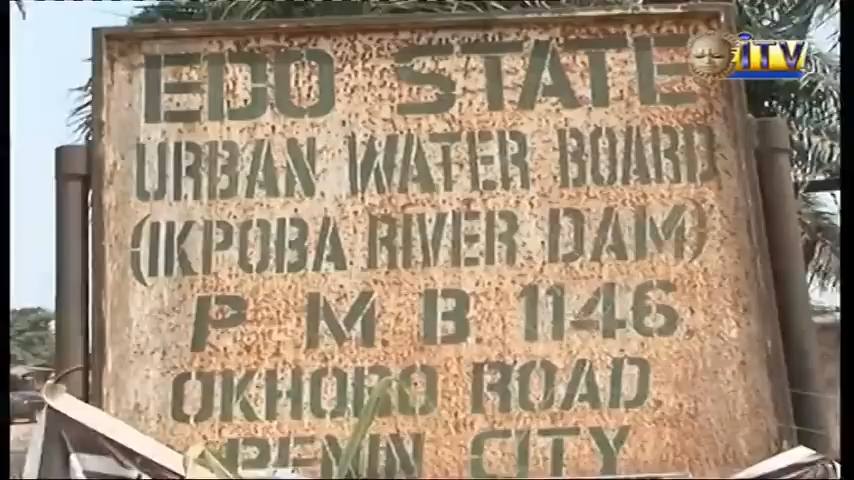 EDO STATE
URBAN WATER BOARD
(IKPOBA RIVER DAM)
P M B 1146
OKHORO ROAD
BENIN CITY
iTV